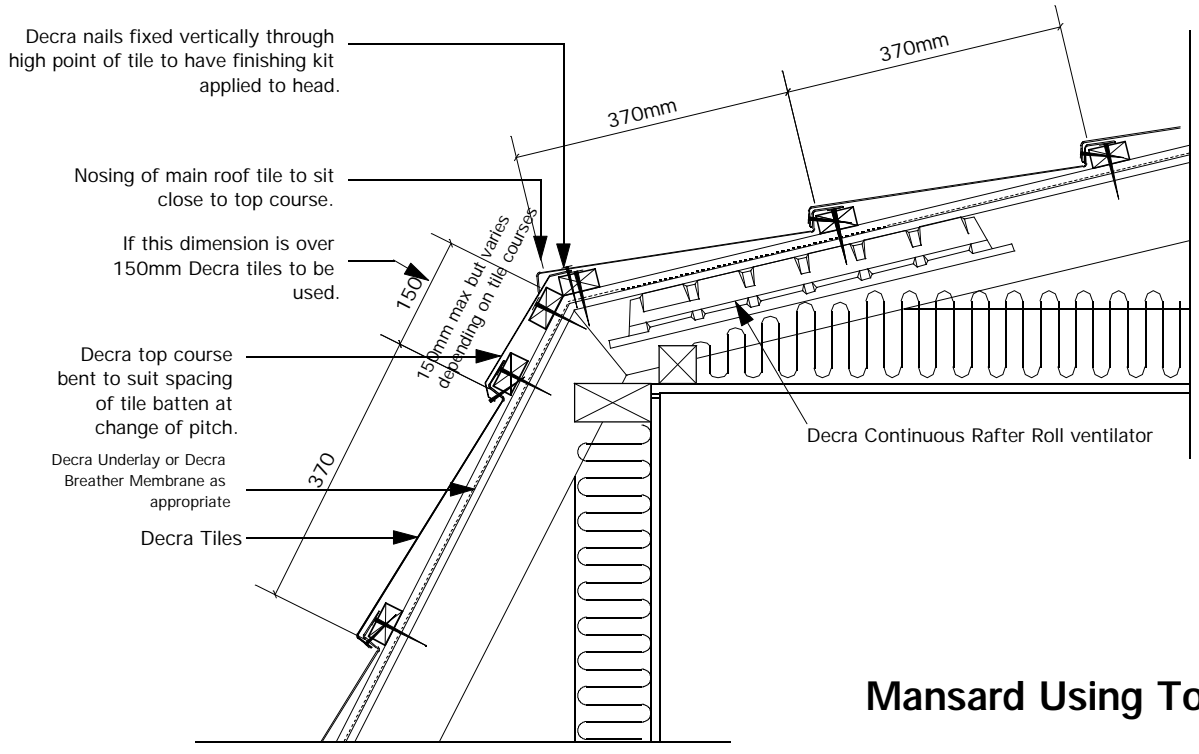 Decra nails fixed vertically through
high point of tile to have finishing kit
applied to head.
370mm
370mm
Nosing of main roof tile to sit
close to top course.
If this dimension is over
150mm Decra tiles to be
used.
150
150mm max but varies
depending on tile courses
Decra top course
bent to suit spacing
of tile batten at
change of pitch.
Decra Continuous Rafter Roll ventilator
Decra Underlay or Decra
Breather Membrane as
appropriate
370
Decra Tiles
Mansard Using To